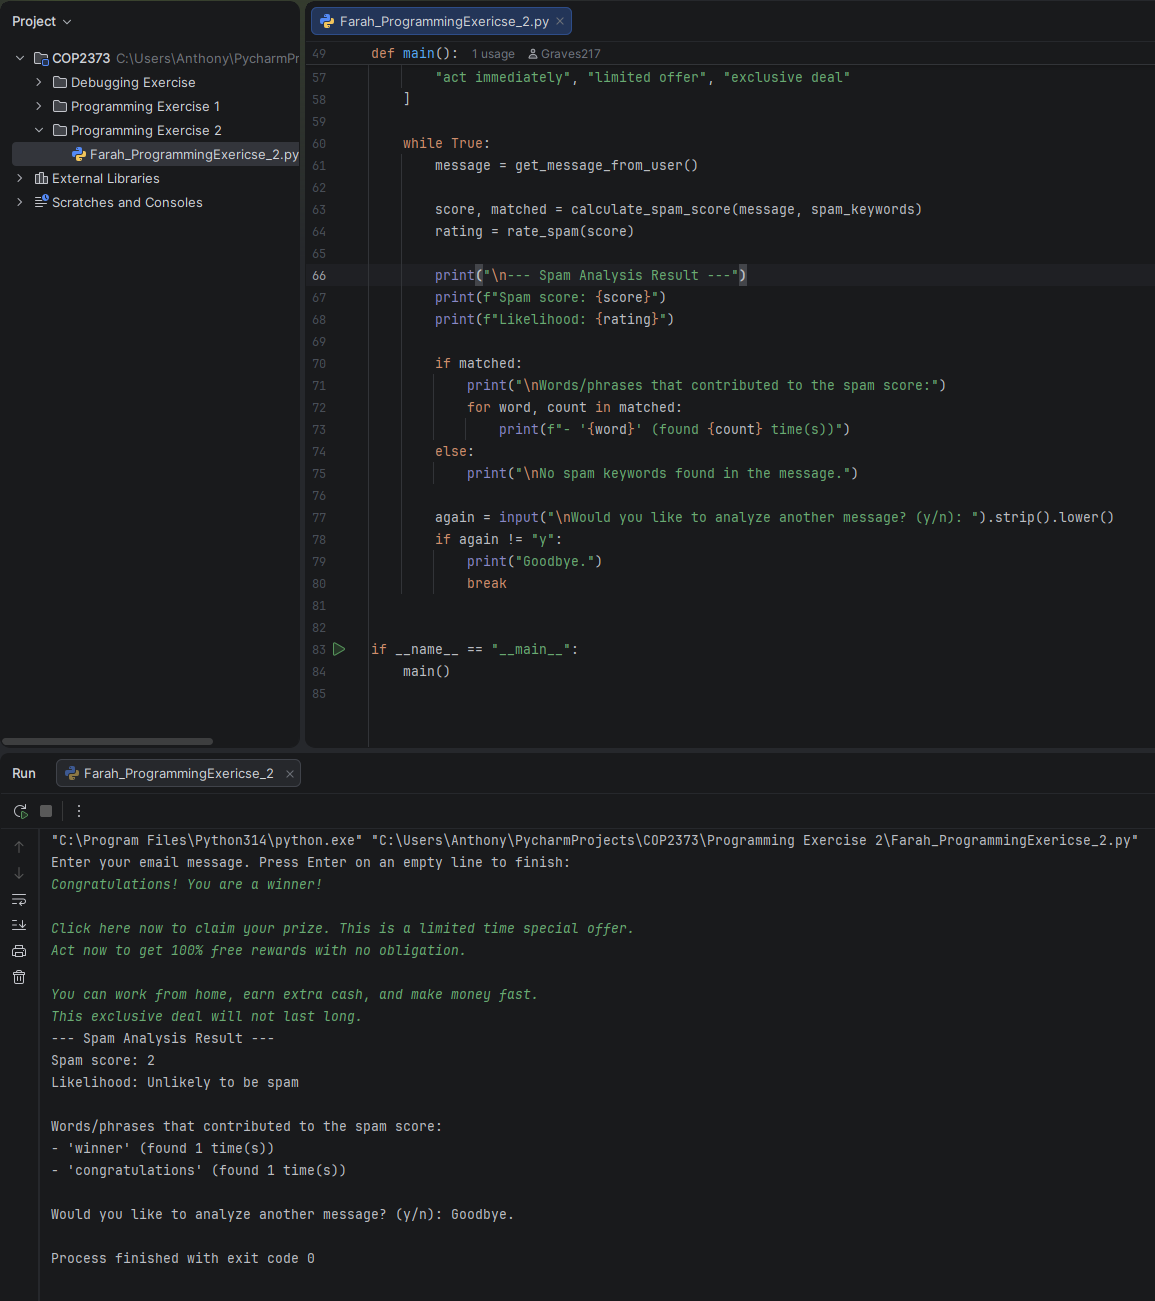 Project
COP2373 C:\Users\Anthony\PycharmPr
Debugging Exercise
Programming Exercise 1
Programming Exercise 2
Farah_ProgrammingExericse_2.py
External Libraries
Scratches and Consoles
Farah_ProgrammingExericse_2.py
49 def main(): 1 usage Graves217
57 "act immediately", "limited offer", "exclusive deal"
58 ]
59
60 while True:
61 message = get_message_from_user()
62
63 score, matched = calculate_spam_score(message, spam_keywords)
64 rating = rate_spam(score)
65
66 print("\n--- Spam Analysis Result ---")
67 print(f"Spam score: {score}")
68 print(f"Likelihood: {rating}")
69
70 if matched:
71 print("\nWords/phrases that contributed to the spam score:")
72 for word, count in matched:
73 print(f"- '{word}' (found {count} time(s))")
74 else:
75 print("\nNo spam keywords found in the message.")
76
77 again = input("\nWould you like to analyze another message? (y/n): ").strip().lower()
78 if again != "y":
79 print("Goodbye.")
80 break
81
82
83 if __name__ == "__main__":
84 main()
85
Run Farah_ProgrammingExericse_2
"C:\Program Files\Python314\python.exe" "C:\Users\Anthony\PycharmProjects\COP2373\Programming Exercise 2\Farah_ProgrammingExericse_2.py"
Enter your email message. Press Enter on an empty line to finish:
Congratulations! You are a winner!
Click here now to claim your prize. This is a limited time special offer.
Act now to get 100% free rewards with no obligation.
You can work from home, earn extra cash, and make money fast.
This exclusive deal will not last long.
--- Spam Analysis Result ---
Spam score: 2
Likelihood: Unlikely to be spam
Words/phrases that contributed to the spam score:
- 'winner' (found 1 time(s))
- 'congratulations' (found 1 time(s))
Would you like to analyze another message? (y/n): Goodbye.
Process finished with exit code 0